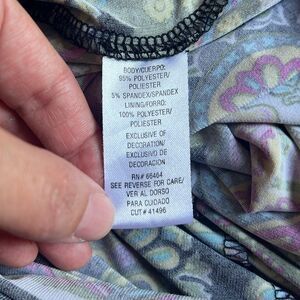 BODY/CUERPO:
95% POLYESTER/
POLIESTER
5% SPANDEX/SPANDEX
LINING/FORRO:
100% POLYESTER/
POLIESTER
EXCLUSIVE OF
DECORATION/
EXCLUSIVO DE
DECORACION
RN# 66464
SEE REVERSE FOR CARE/
VER AL DORSO
PARA CUIDADO
CUT# 41496